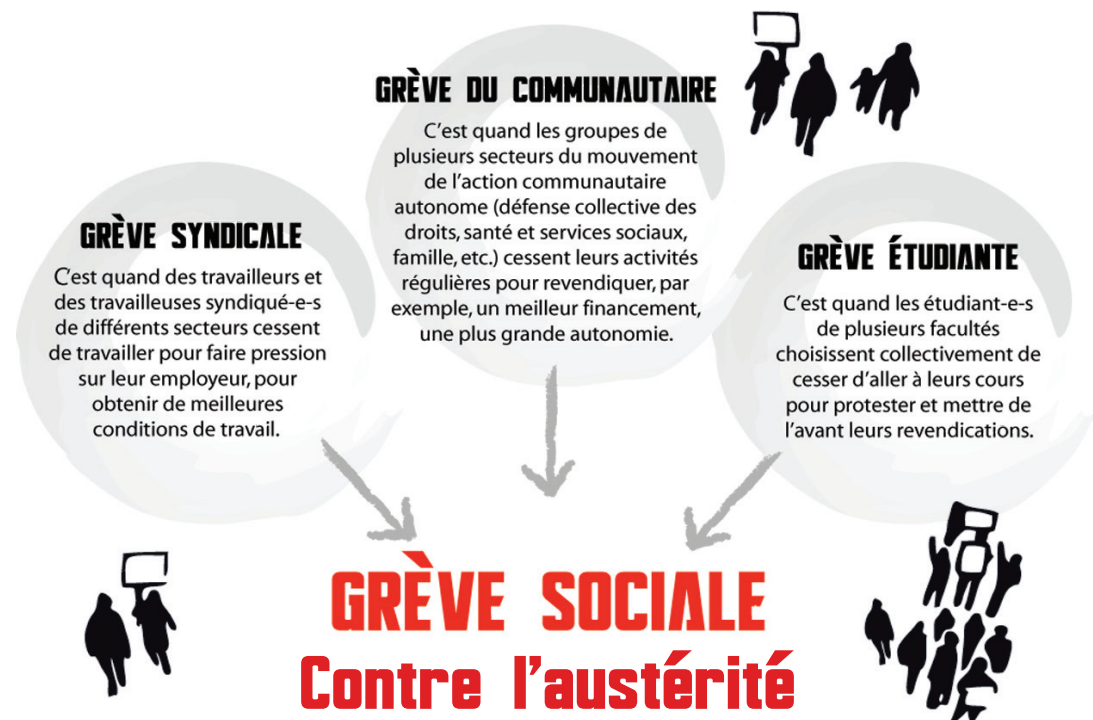 GRÈVE DU COMMUNAUTAIRE
C'est quand les groupes de
plusieurs secteurs du mouvement
de l'action communautaire
autonome (défense collective des
droits, santé et services sociaux,
famille, etc.) cessent leurs activités
régulières pour revendiquer, par
exemple, un meilleur financement,
une plus grande autonomie.
GRÈVE SYNDICALE
C'est quand des travailleurs et
des travailleuses syndiqué-e-s
de différents secteurs cessent
de travailler pour faire pression
sur leur employeur, pour
obtenir de meilleures
conditions de travail.
GRÈVE ÉTUDIANTE
C'est quand les étudiant-e-s
de plusieurs facultés
choisissent collectivement de
cesser d'aller à leurs cours
pour protester et mettre de
l'avant leurs revendications.
GRÈVE SOCIALE
Contre l'austérité